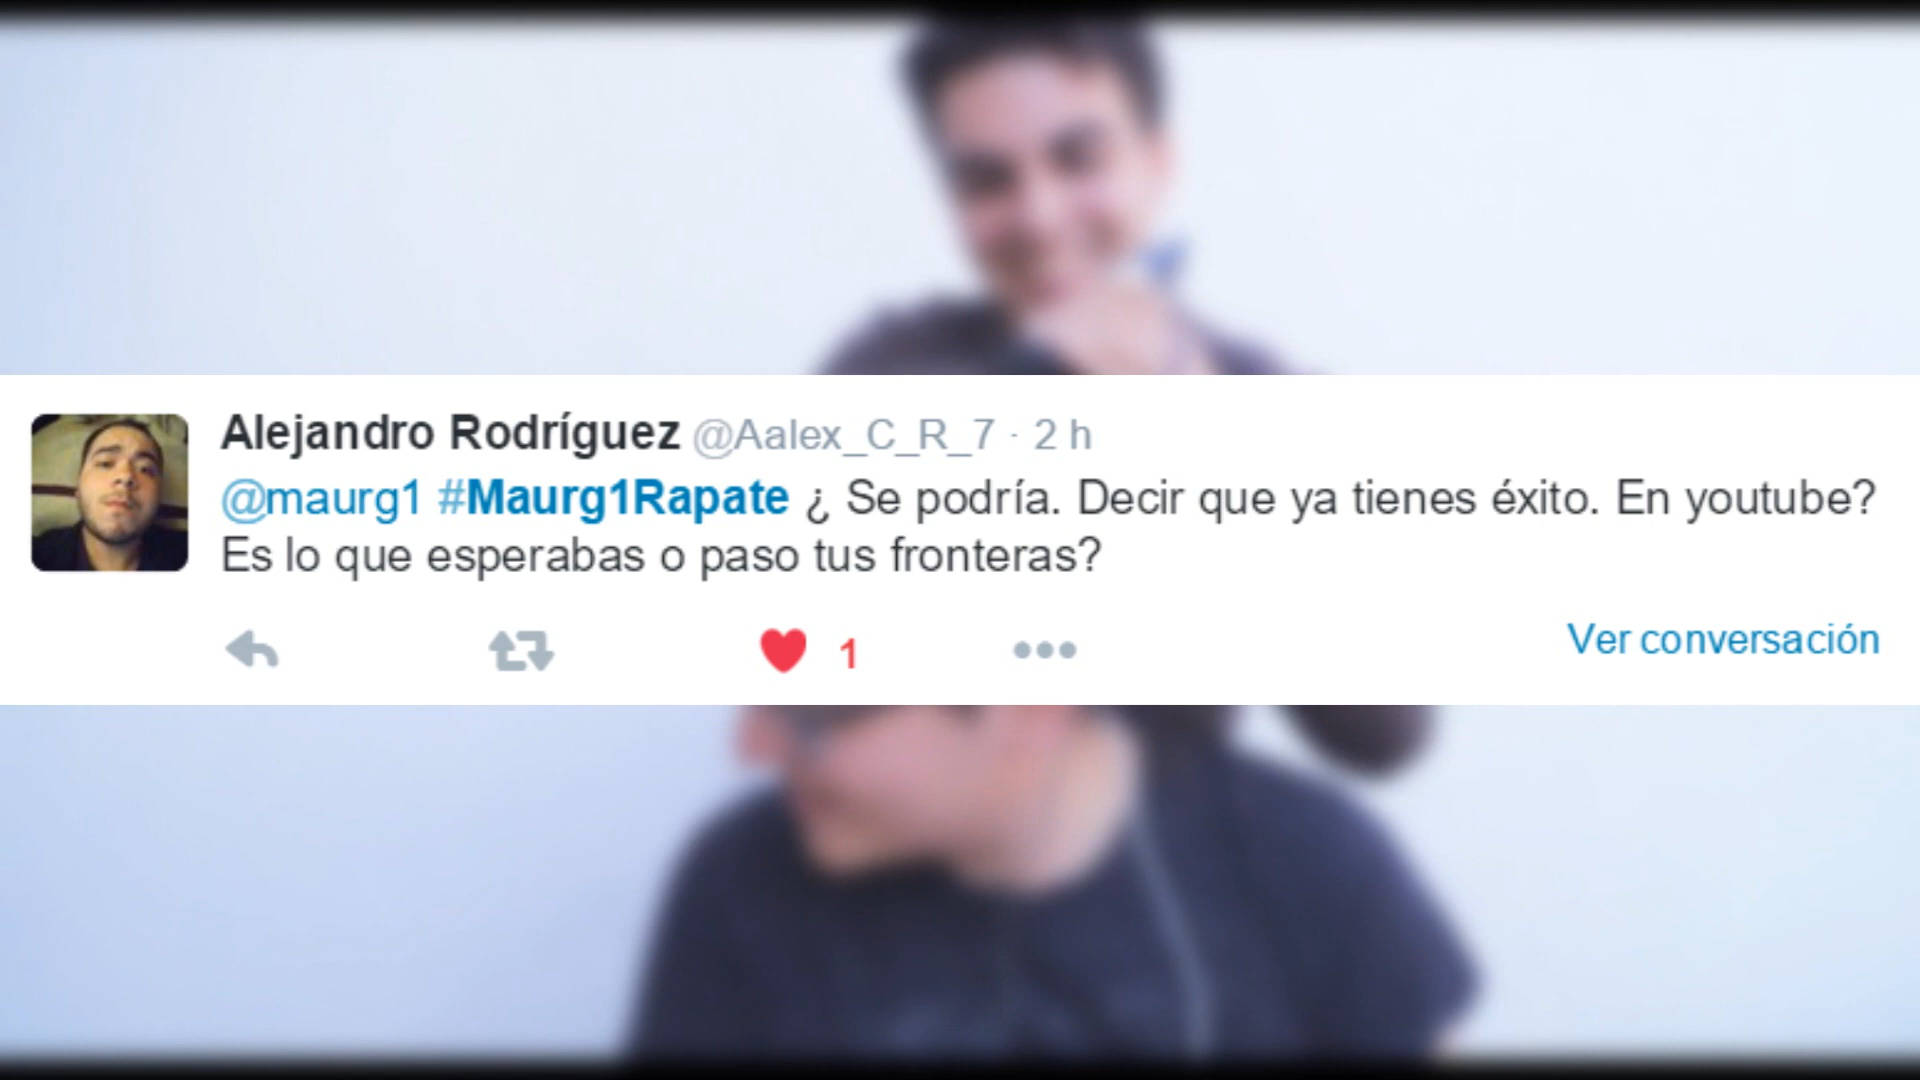 Alejandro Rodríguez @Aalex_C_R_7 · 2 h
@maurg1 #Maurg1Rapate ¿ Se podría. Decir que ya tienes éxito. En youtube?
Es lo que esperabas o paso tus fronteras?
1
Ver conversación